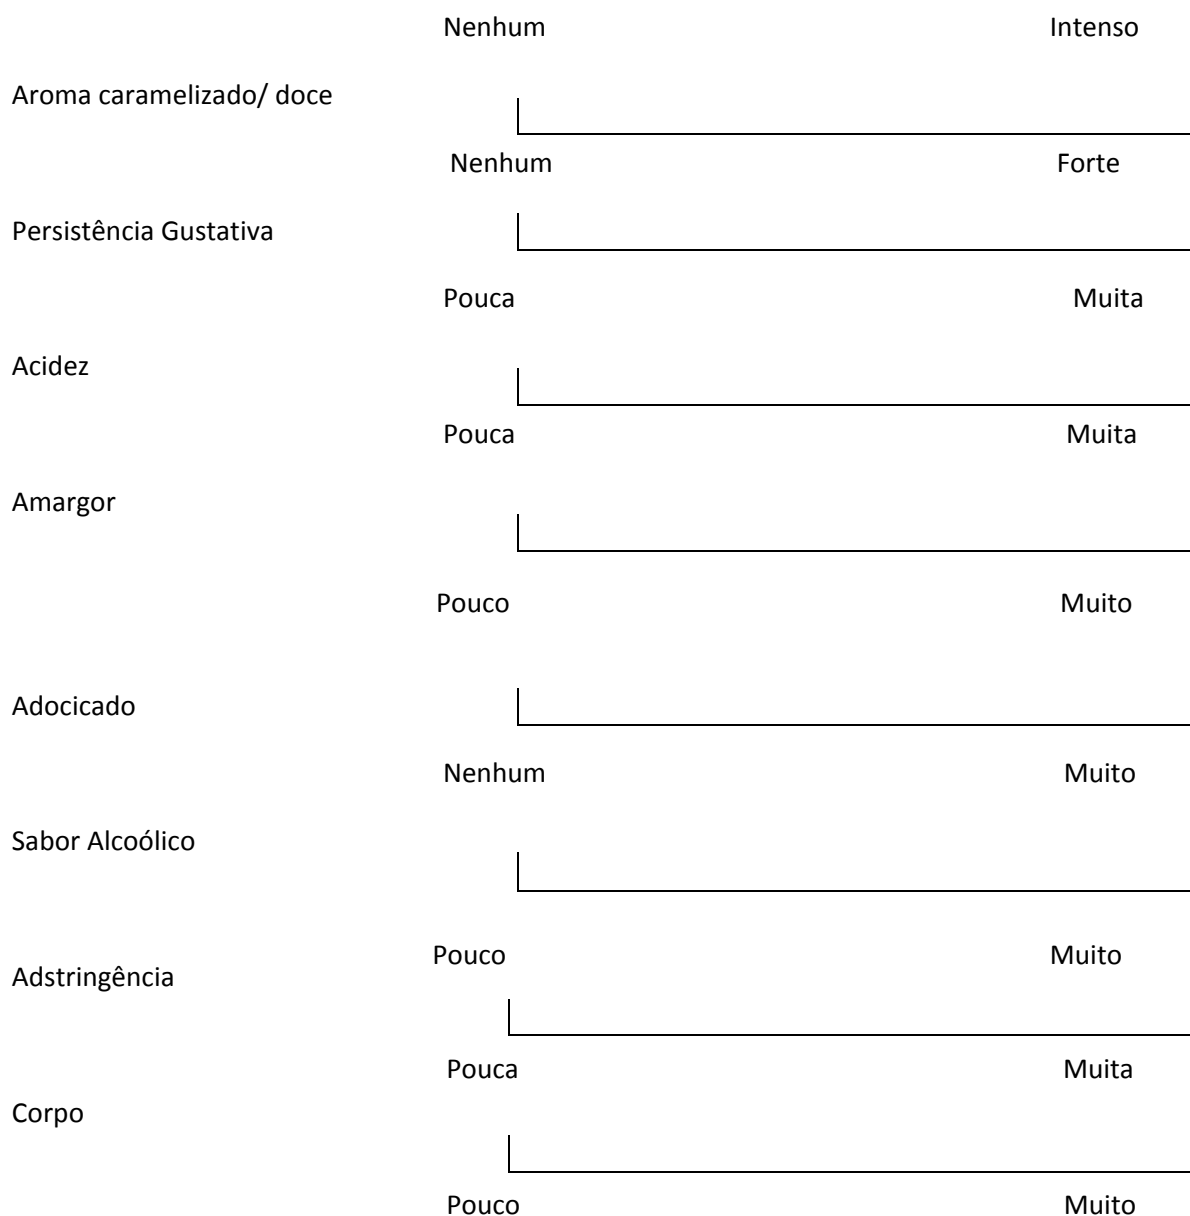 Nenhum Intenso
Aroma caramelizado/ doce
Nenhum Forte
Persistência Gustativa
Pouca Muita
Acidez
Pouca Muita
Amargor
Pouco Muito
Adocicado
Nenhum Muito
Sabor Alcoólico
Pouco Muito
Adstringência
Pouca Muita
Corpo
Pouco Muito